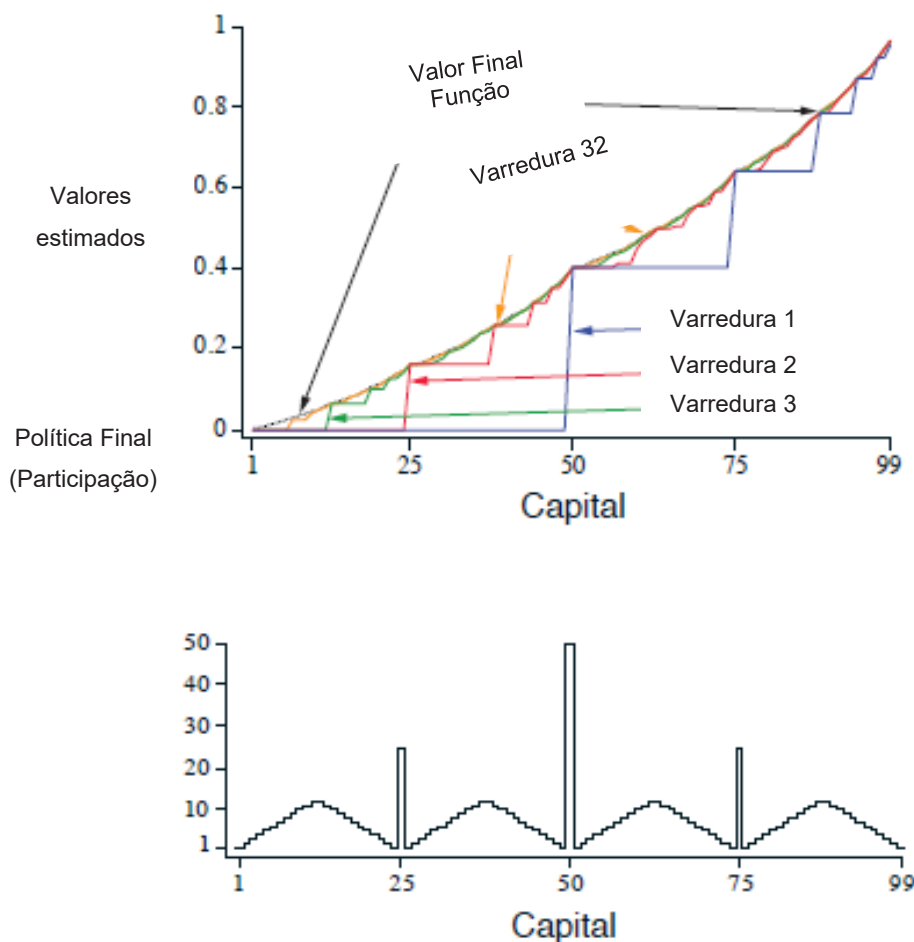 1
0.8
0.6
0.4
0.2
0
Valores
estimados
Política Final
(Participação)
Valor Final
Função
Varredura 32
Varredura 1
Varredura 2
Varredura 3
1
25
50
75
99
Capital
50
40
30
20
10
1
1
25
50
75
99
Capital